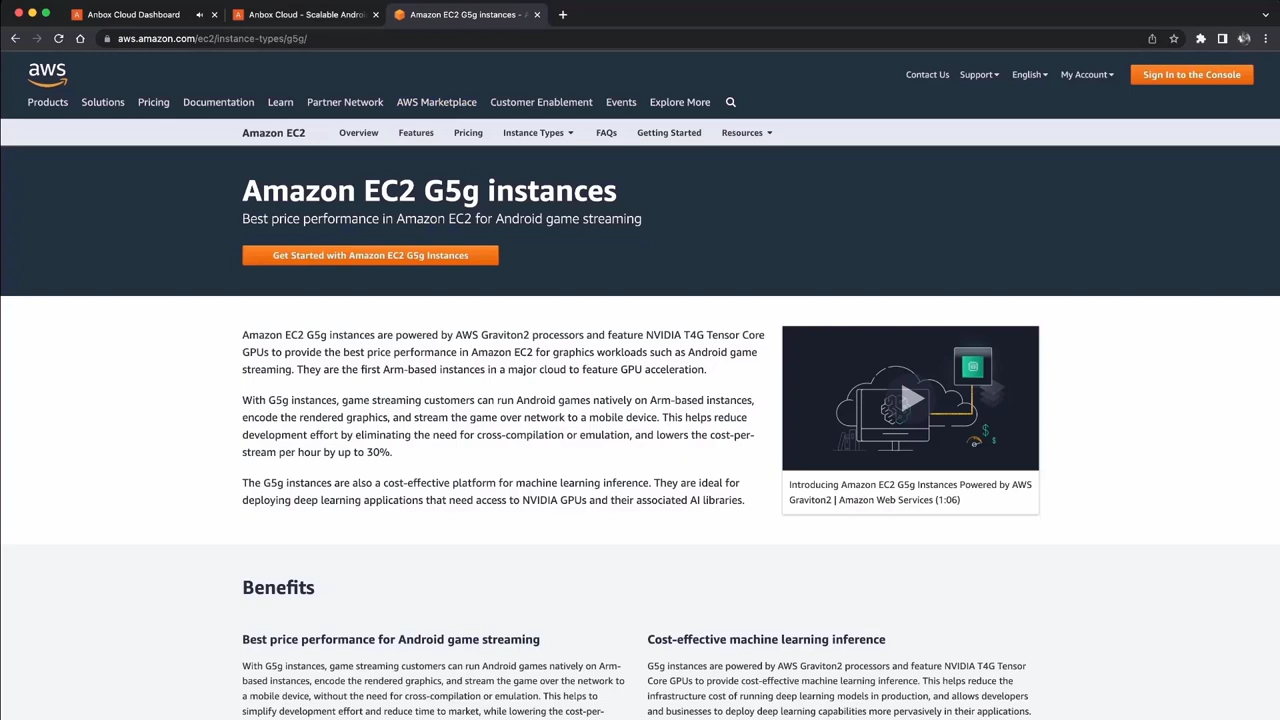 Anbox Cloud Dashboard
Anbox Cloud - Scalable Androi
Amazon EC2 G5g instances - A
aws.amazon.com/ec2/instance-types/g5g/
aws
Contact Us Support English My Account Sign In to the Console
Products Solutions Pricing Documentation Learn Partner Network AWS Marketplace Customer Enablement Events Explore More
Amazon EC2 Overview Features Pricing Instance Types FAQs Getting Started Resources
Amazon EC2 G5g instances
Best price performance in Amazon EC2 for Android game streaming
Get Started with Amazon EC2 G5g Instances
Amazon EC2 G5g instances are powered by AWS Graviton2 processors and feature NVIDIA T4G Tensor Core
GPUs to provide the best price performance in Amazon EC2 for graphics workloads such as Android game
streaming. They are the first Arm-based instances in a major cloud to feature GPU acceleration.
With G5g instances, game streaming customers can run Android games natively on Arm-based instances,
encode the rendered graphics, and stream the game over network to a mobile device. This helps reduce
development effort by eliminating the need for cross-compilation or emulation, and lowers the cost-per-
stream per hour by up to 30%.
The G5g instances are also a cost-effective platform for machine learning inference. They are ideal for
deploying deep learning applications that need access to NVIDIA GPUs and their associated AI libraries.
Introducing Amazon EC2 G5g Instances Powered by AWS
Graviton2 | Amazon Web Services (1:06)
Benefits
Best price performance for Android game streaming
With G5g instances, game streaming customers can run Android games natively on Arm-
based instances, encode the rendered graphics, and stream the game over the network to
a mobile device, without the need for cross-compilation or emulation. This helps to
simplify development effort and reduce time to market, while lowering the cost-per-
Cost-effective machine learning inference
G5g instances are powered by AWS Graviton2 processors and feature NVIDIA T4G Tensor
Core GPUs to provide cost-effective machine learning inference. This helps reduce the
infrastructure cost of running deep learning models in production, and allows developers
and businesses to deploy deep learning capabilities more pervasively in their applications.